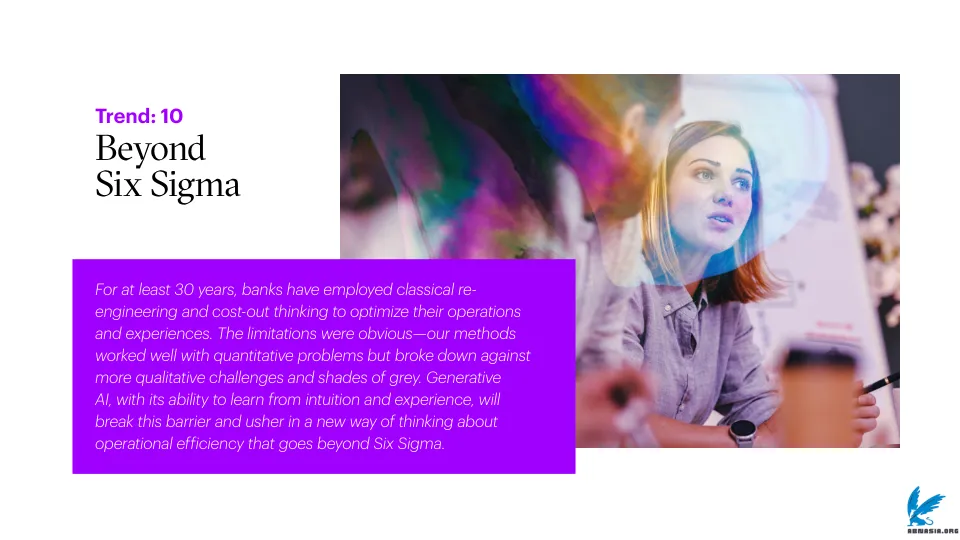 Trend: 10
Beyond
Six Sigma
For at least 30 years, banks have employed classical re-
engineering and cost-out thinking to optimize their operations
and experiences. The limitations were obvious—our methods
worked well with quantitative problems but broke down against
more qualitative challenges and shades of grey. Generative
AI, with its ability to learn from intuition and experience, will
break this barrier and usher in a new way of thinking about
operational efficiency that goes beyond Six Sigma.
ABNASIA.ORG